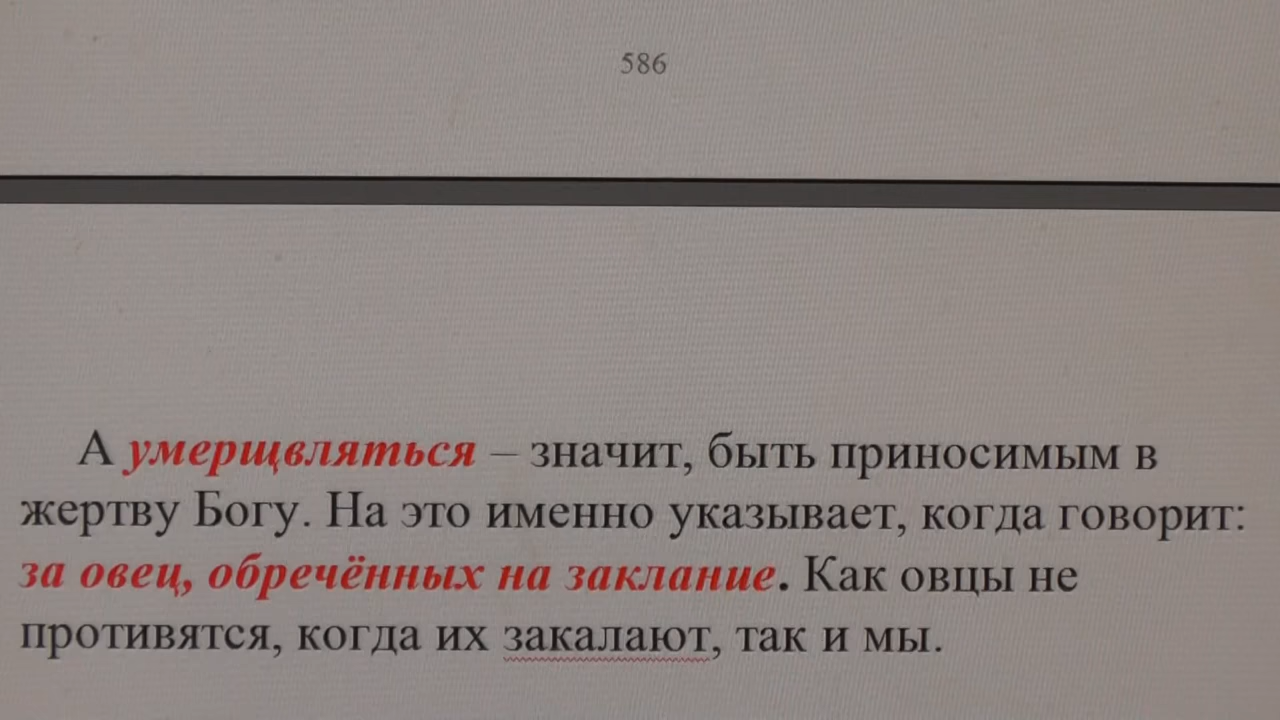 586
А умерщвляться – значит, быть приносимым в
жертву Богу. На это именно указывает, когда говорит:
за овец, обречённых на заклание. Как овцы не
противятся, когда их закалают, так и мы.